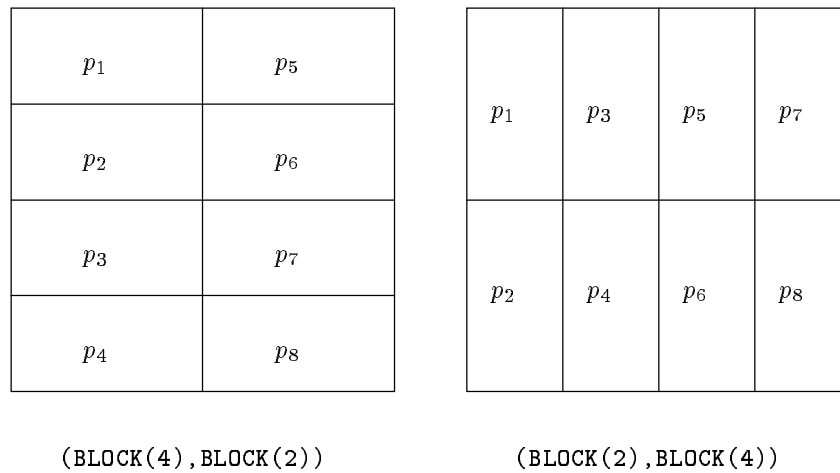 p₁ p₅
p₂ p₆
p₃ p₇
p₄ p₈
(BLOCK(4),BLOCK(2))
p₁ p₃ p₅ p₇
p₂ p₄ p₆ p₈
(BLOCK(2),BLOCK(4))